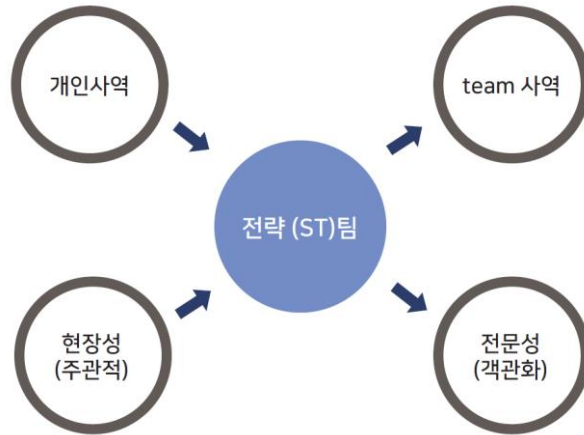 개인사역
team 사역
전략 (ST)팀
현장성
(주관적)
전문성
(객관화)